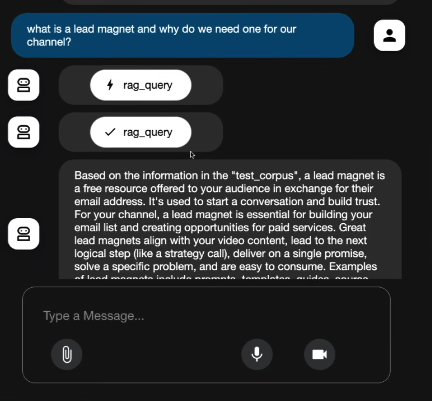 what is a lead magnet and why do we need one for our
channel?
rag_query
rag_query
Based on the information in the "test_corpus", a lead magnet is
a free resource offered to your audience in exchange for their
email address. It's used to start a conversation and build trust.
For your channel, a lead magnet is essential for building your
email list and creating opportunities for paid services. Great
lead magnets align with your video content, lead to the next
logical step (like a strategy call), deliver on a single promise,
solve a specific problem, and are easy to consume. Examples
of lead magnets include prompts, templates, guides, source
Type a Message...